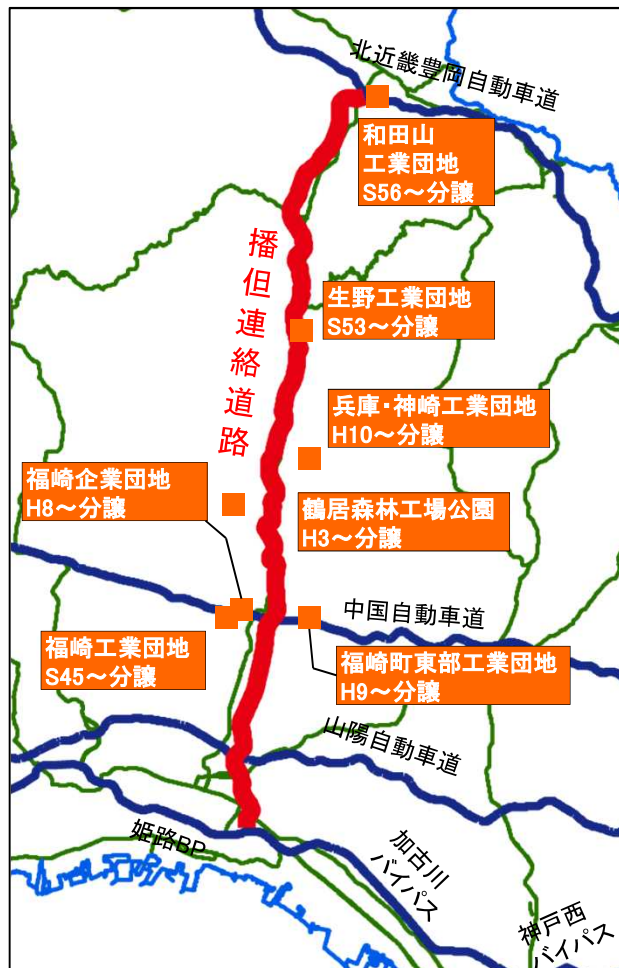 北近畿豊岡自動車道
和田山
工業団地
S56～分譲
播但連絡道路
生野工業団地
S53～分譲
兵庫・神崎工業団地
H10～分譲
福崎企業団地
H8～分譲
鶴居森林工場公園
H3～分譲
中国自動車道
福崎工業団地
S45～分譲
福崎町東部工業団地
H9～分譲
山陽自動車道
姫路BP
加古川
バイパス
神戸西
バイパス